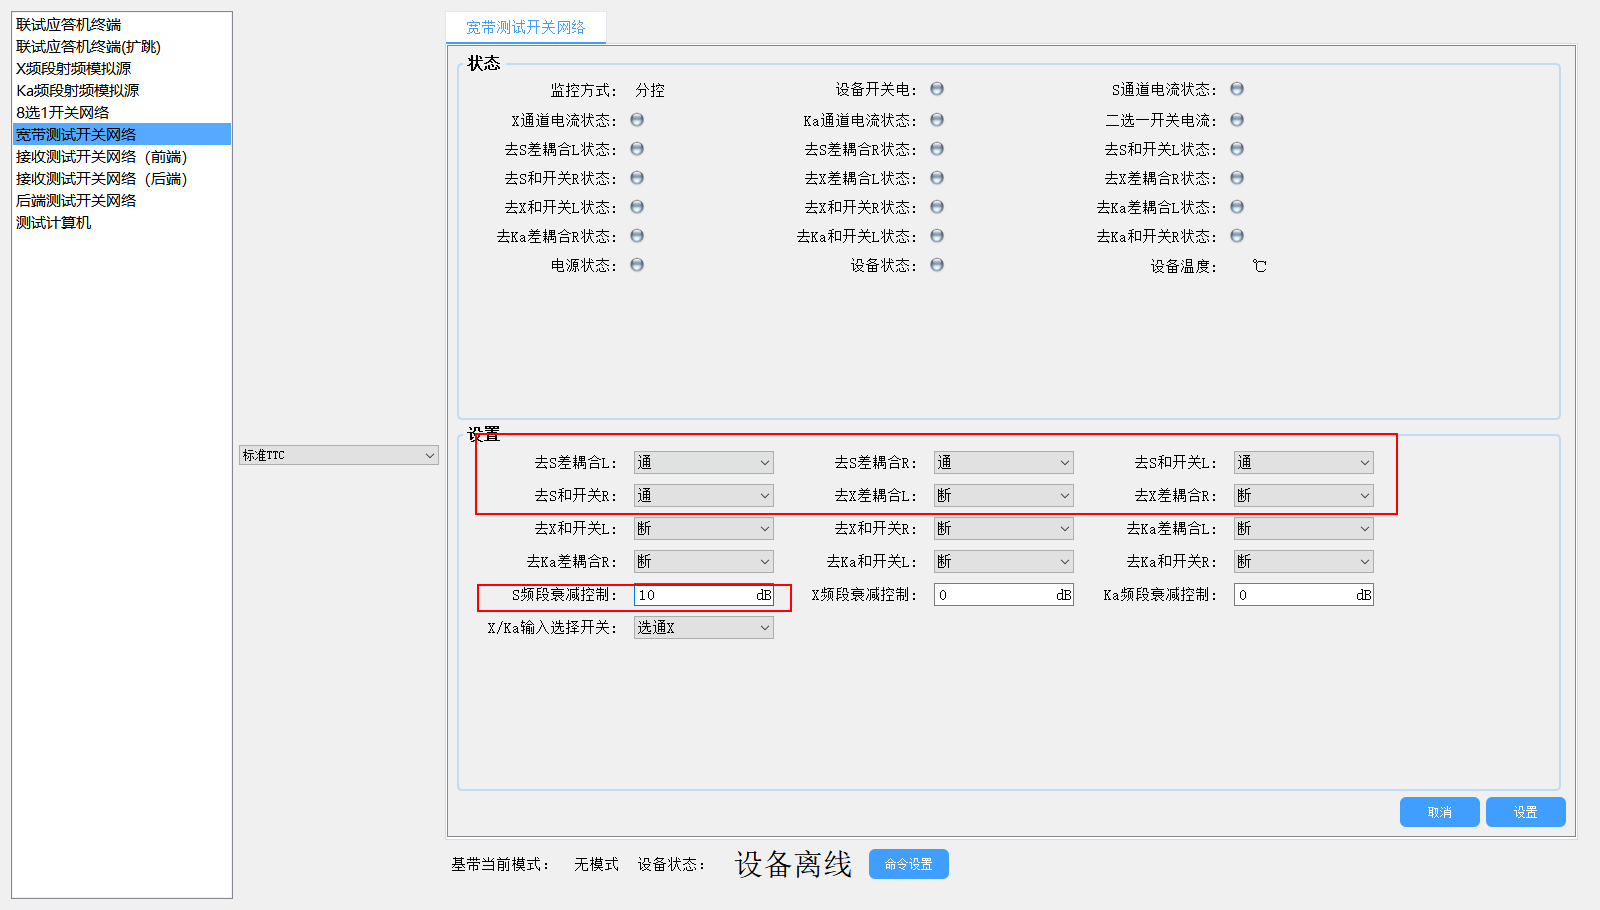 联试应答机终端
联试应答机终端(扩跳)
X频段射频模拟源
Ka频段射频模拟源
8选1开关网络
宽带测试开关网络
接收测试开关网络（前端）
接收测试开关网络（后端）
后端测试开关网络
测试计算机
标准TTC
宽带测试开关网络
状态
监控方式： 分控 设备开关电： S通道电流状态：
X通道电流状态： Ka通道电流状态： 二选一开关电流：
去S差耦合L状态： 去S差耦合R状态： 去S和开关L状态：
去S和开关R状态： 去X差耦合L状态： 去X差耦合R状态：
去X和开关L状态： 去X和开关R状态： 去Ka差耦合L状态：
去Ka差耦合R状态： 去Ka和开关L状态： 去Ka和开关R状态：
电源状态： 设备状态： 设备温度： ℃
设置
去S差耦合L： 通 去S差耦合R： 通 去S和开关L： 通
去S和开关R： 通 去X差耦合L： 断 去X差耦合R： 断
去X和开关L： 断 去X和开关R： 断 去Ka差耦合L： 断
去Ka差耦合R： 断 去Ka和开关L： 断 去Ka和开关R： 断
S频段衰减控制： 10 dB X频段衰减控制： 0 dB Ka频段衰减控制： 0 dB
X/Ka输入选择开关： 选通X
取消 设置
基带当前模式： 无模式 设备状态： 设备离线 命令设置